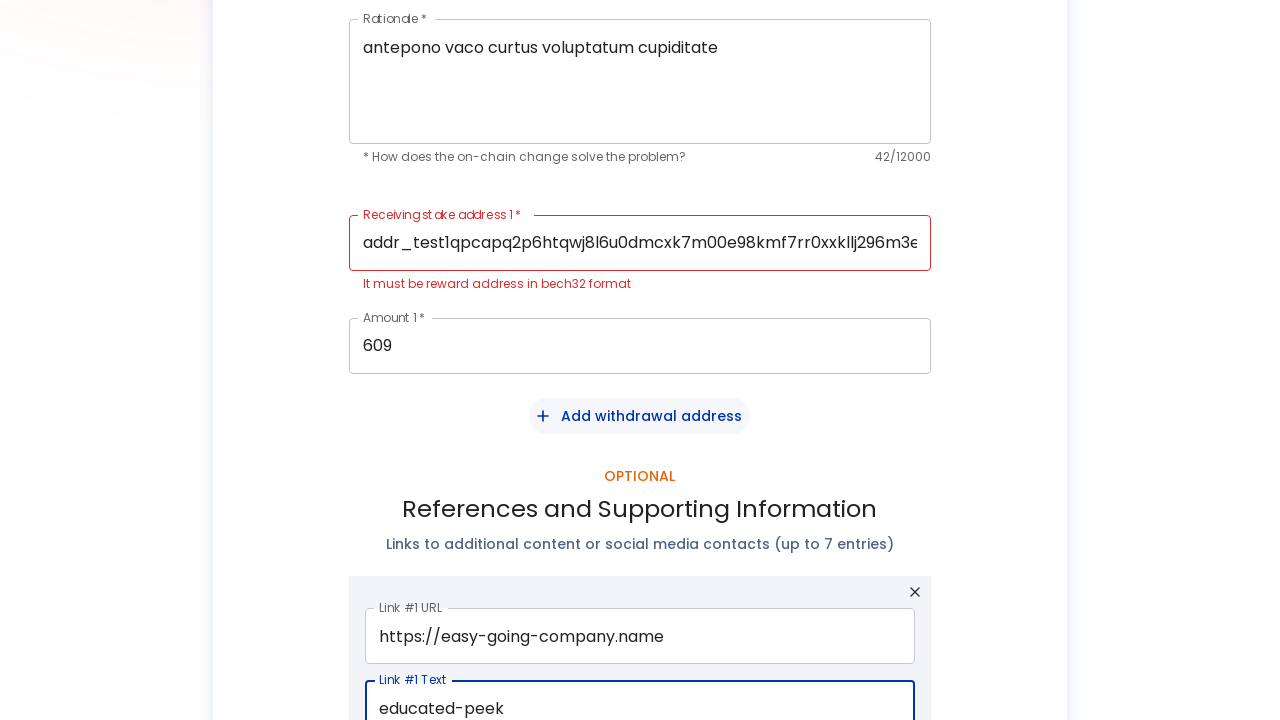 Rationale *
antepono vaco curtus voluptatum cupiditate
* How does the on-chain change solve the problem?
42/12000
Receiving stake address 1 *
addr_test1qpcapq2p6htqwj8l6u0dmcxk7m00e98kmf7rr0xxkllj296m3e
It must be reward address in bech32 format
Amount 1 *
609
Add withdrawal address
OPTIONAL
References and Supporting Information
Links to additional content or social media contacts (up to 7 entries)
Link #1 URL
https://easy-going-company.name
Link #1 Text
educated-peek